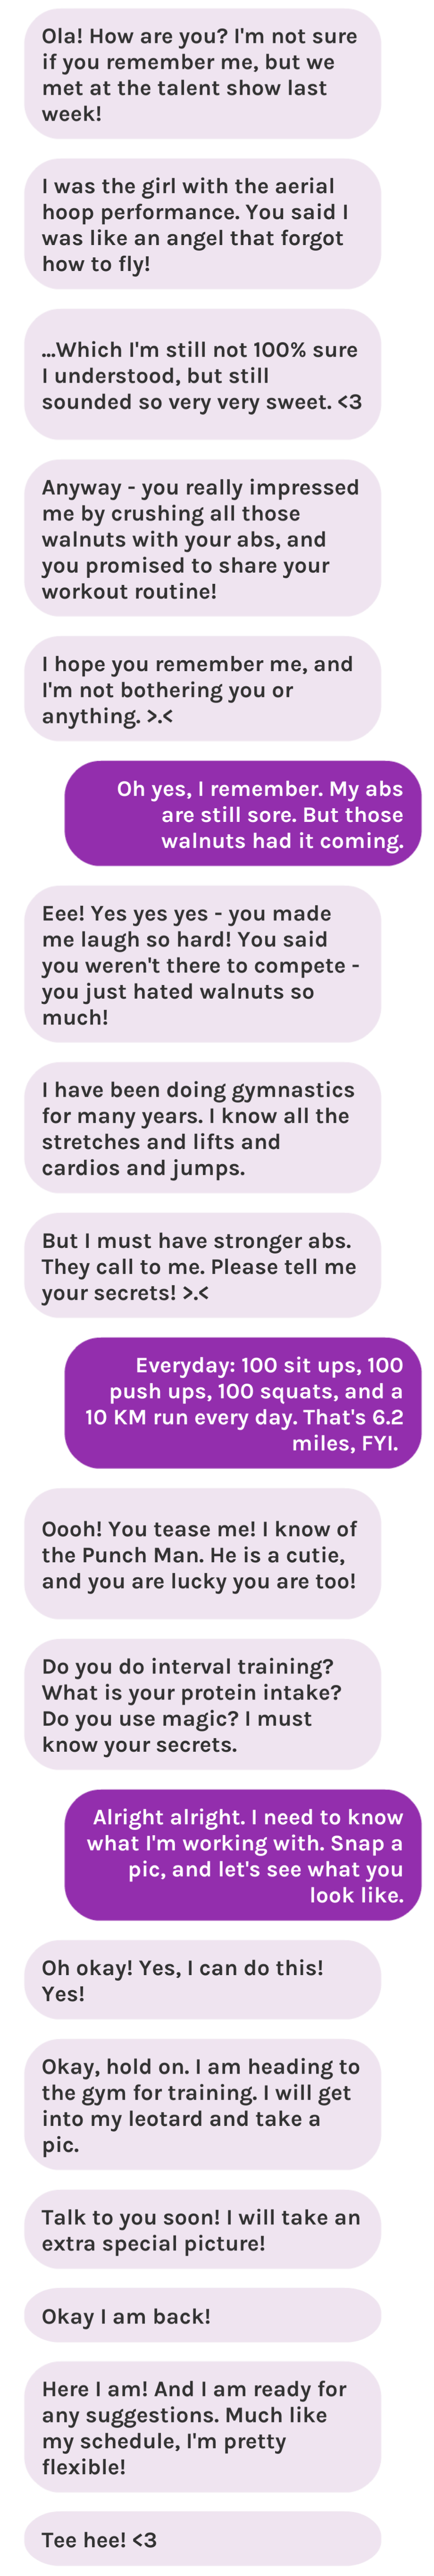 Ola! How are you? I'm not sure
if you remember me, but we
met at the talent show last
week!
I was the girl with the aerial
hoop performance. You said I
was like an angel that forgot
how to fly!
...Which I'm still not 100% sure
I understood, but still
sounded so very very sweet. <3
Anyway - you really impressed
me by crushing all those
walnuts with your abs, and
you promised to share your
workout routine!
I hope you remember me, and
I'm not bothering you or
anything. >.<
Oh yes, I remember. My abs
are still sore. But those
walnuts had it coming.
Eee! Yes yes yes - you made
me laugh so hard! You said
you weren't there to compete -
you just hated walnuts so
much!
I have been doing gymnastics
for many years. I know all the
stretches and lifts and
cardios and jumps.
But I must have stronger abs.
They call to me. Please tell me
your secrets! >.<
Everyday: 100 sit ups, 100
push ups, 100 squats, and a
10 KM run every day. That's 6.2
miles, FYI.
Oooh! You tease me! I know of
the Punch Man. He is a cutie,
and you are lucky you are too!
Do you do interval training?
What is your protein intake?
Do you use magic? I must
know your secrets.
Alright alright. I need to know
what I'm working with. Snap a
pic, and let's see what you
look like.
Oh okay! Yes, I can do this!
Yes!
Okay, hold on. I am heading to
the gym for training. I will get
into my leotard and take a
pic.
Talk to you soon! I will take an
extra special picture!
Okay I am back!
Here I am! And I am ready for
any suggestions. Much like
my schedule, I'm pretty
flexible!
Tee hee! <3